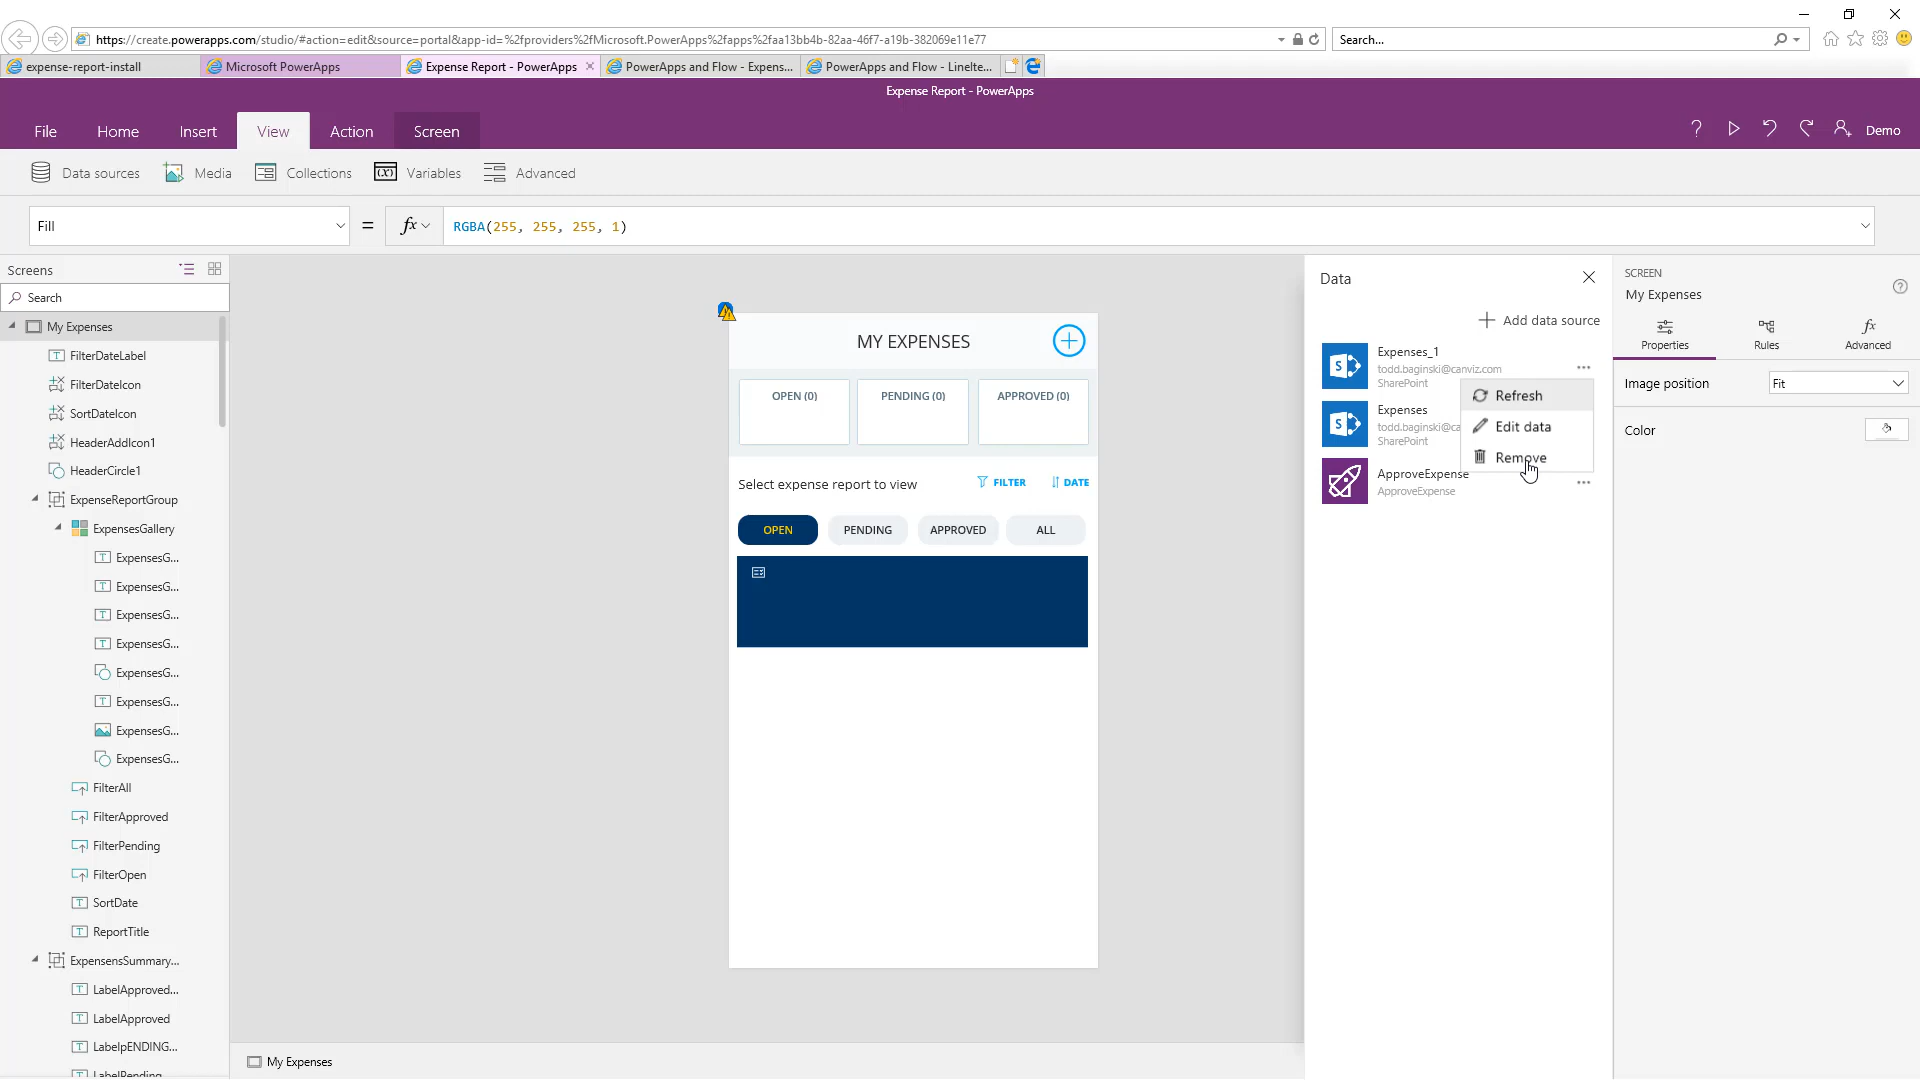 https://create.powerapps.com/studio/#action=edit&source=portal&app-id=%2fproviders%2fMicrosoft.PowerApps%2fapps%2faa13bb4b-82aa-46f7-a19b-382069e11e77
Search...
expense-report-install
Microsoft PowerApps
Expense Report - PowerApps
PowerApps and Flow - Expens...
PowerApps and Flow - LineIte...
Expense Report - PowerApps
File
Home
Insert
View
Action
Screen
Demo
Data sources
Media
Collections
Variables
Advanced
Fill
=
fx
RGBA(255, 255, 255, 1)
Screens
Search
My Expenses
FilterDateLabel
FilterDateIcon
SortDateIcon
HeaderAddIcon1
HeaderCircle1
ExpenseReportGroup
ExpensesGallery
ExpensesG...
ExpensesG...
ExpensesG...
ExpensesG...
ExpensesG...
ExpensesG...
ExpensesG...
ExpensesG...
FilterAll
FilterApproved
FilterPending
FilterOpen
SortDate
ReportTitle
ExpensensSummary...
LabelApproved...
LabelApproved
LabelpENDING...
LabelPending
MY EXPENSES
OPEN (0)
PENDING (0)
APPROVED (0)
Select expense report to view
FILTER
DATE
OPEN
PENDING
APPROVED
ALL
My Expenses
Data
Add data source
Expenses_1
todd.baginski@canviz.com
SharePoint
Expenses
todd.baginski@ca
SharePoint
Refresh
Edit data
Remove
ApproveExpense
ApproveExpense
SCREEN
My Expenses
Properties
Rules
Advanced
Image position
Fit
Color